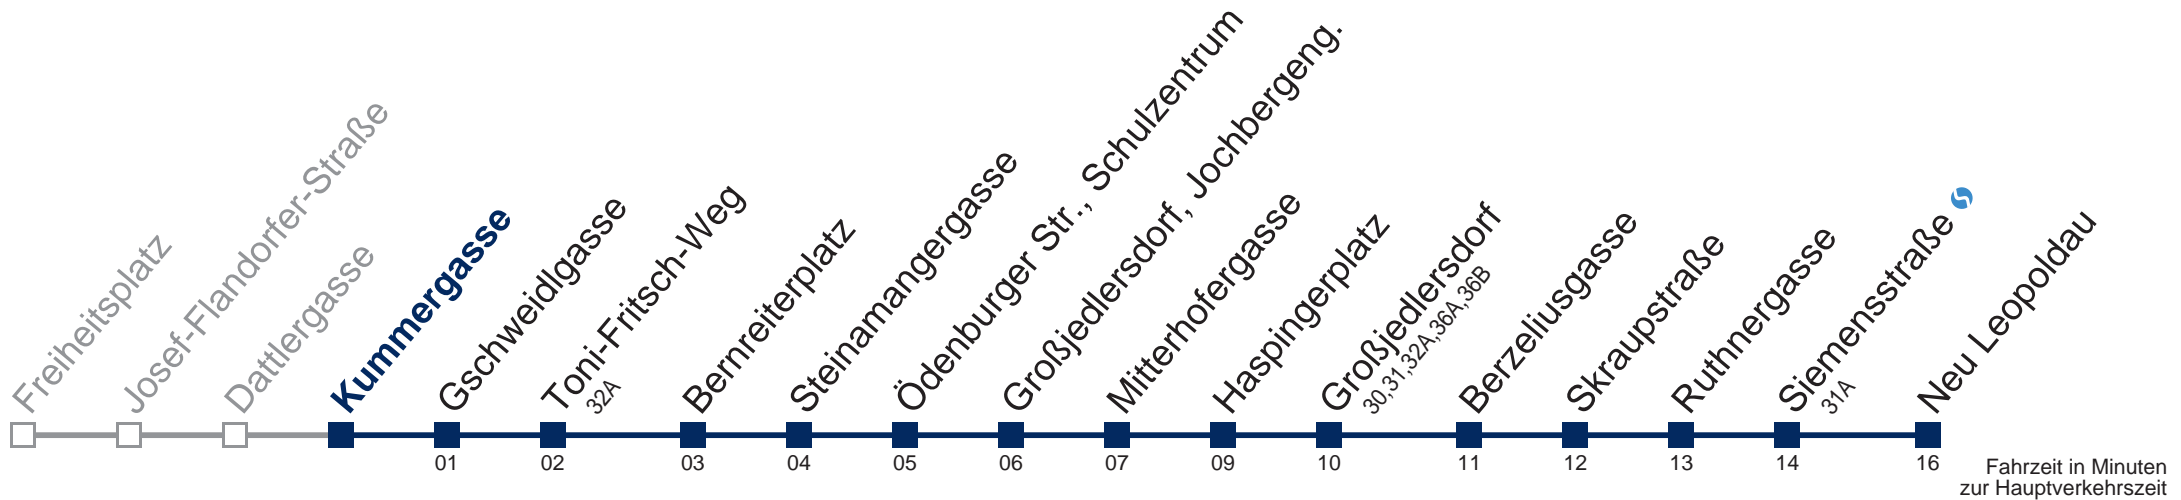 Freiheitsplatz
Josef-Flandorfer-Straße
Dattlergasse
Kummergasse
Gschweidlgasse
Toni-Fritsch-Weg
32A
Bernreiterplatz
Steinamangergasse
Ödenburger Str., Schulzentrum
Großjedlersdorf, Jochbergeng.
Mitterhofergasse
Haspingerplatz
Großjedlersdorf
30,31,32A,36A,36B
Berzeliusgasse
Skraupstraße
Ruthnergasse
Siemensstraße
31A
Neu Leopoldau
01 02 03 04 05 06 07 09 10 11 12 13 14 16
Fahrzeit in Minuten
zur Hauptverkehrszeit